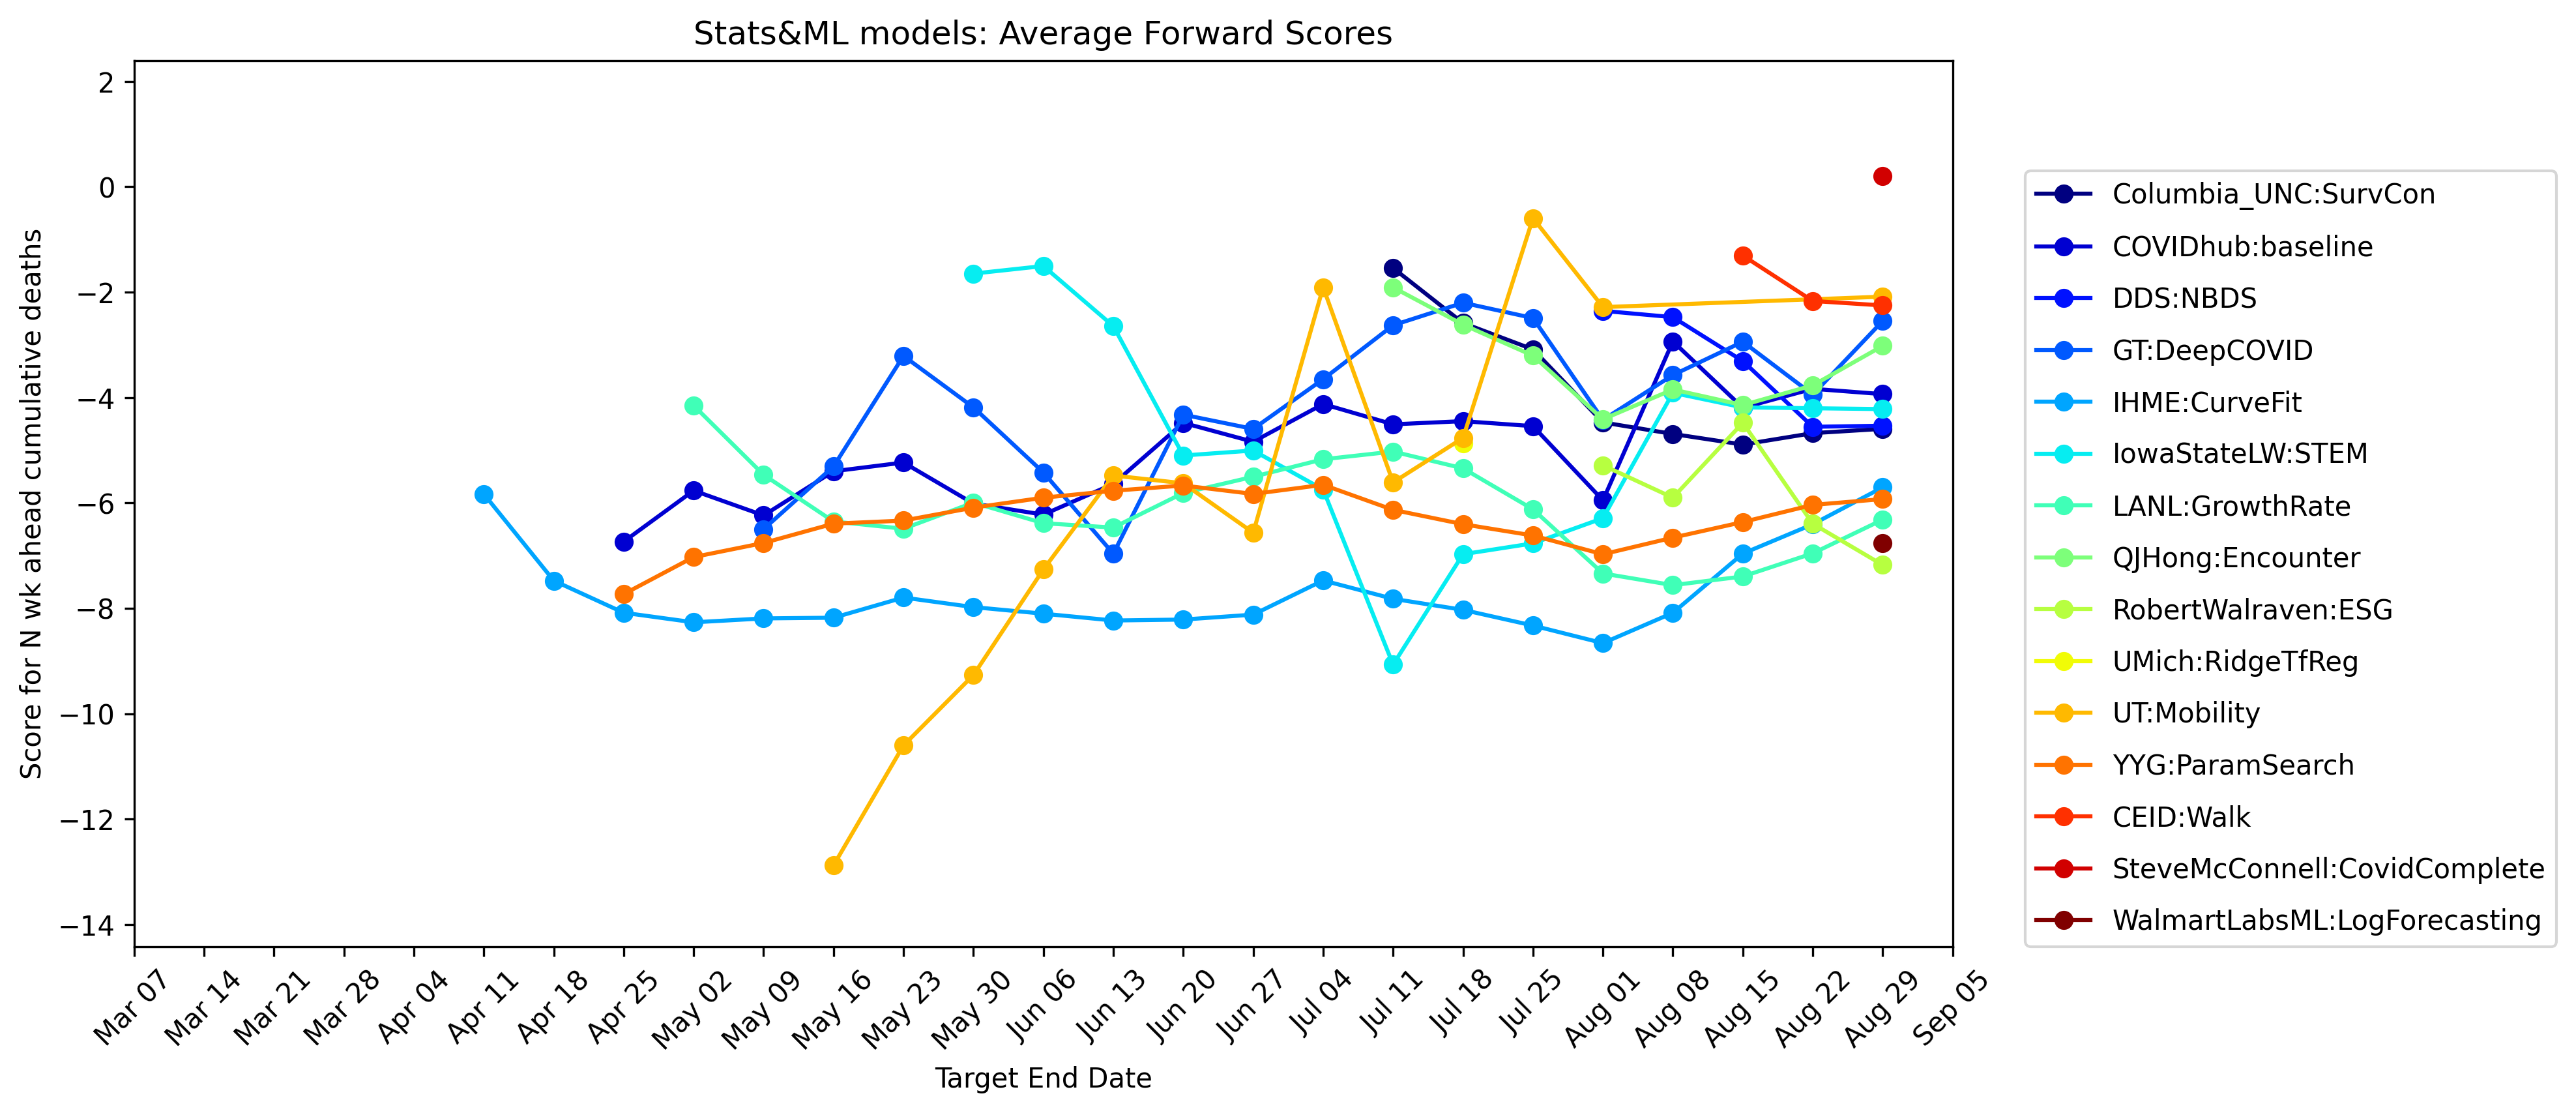 Stats&ML models: Average Forward Scores
Score for N wk ahead cumulative deaths
2
0
−2
−4
−6
−8
−10
−12
−14
Mar 07
Mar 14
Mar 21
Mar 28
Apr 04
Apr 11
Apr 18
Apr 25
May 02
May 09
May 16
May 23
May 30
Jun 06
Jun 13
Jun 20
Jun 27
Jul 04
Jul 11
Jul 18
Jul 25
Aug 01
Aug 08
Aug 15
Aug 22
Aug 29
Sep 05
Target End Date
Columbia_UNC:SurvCon
COVIDhub:baseline
DDS:NBDS
GT:DeepCOVID
IHME:CurveFit
IowaStateLW:STEM
LANL:GrowthRate
QJHong:Encounter
RobertWalraven:ESG
UMich:RidgeTfReg
UT:Mobility
YYG:ParamSearch
CEID:Walk
SteveMcConnell:CovidComplete
WalmartLabsML:LogForecasting